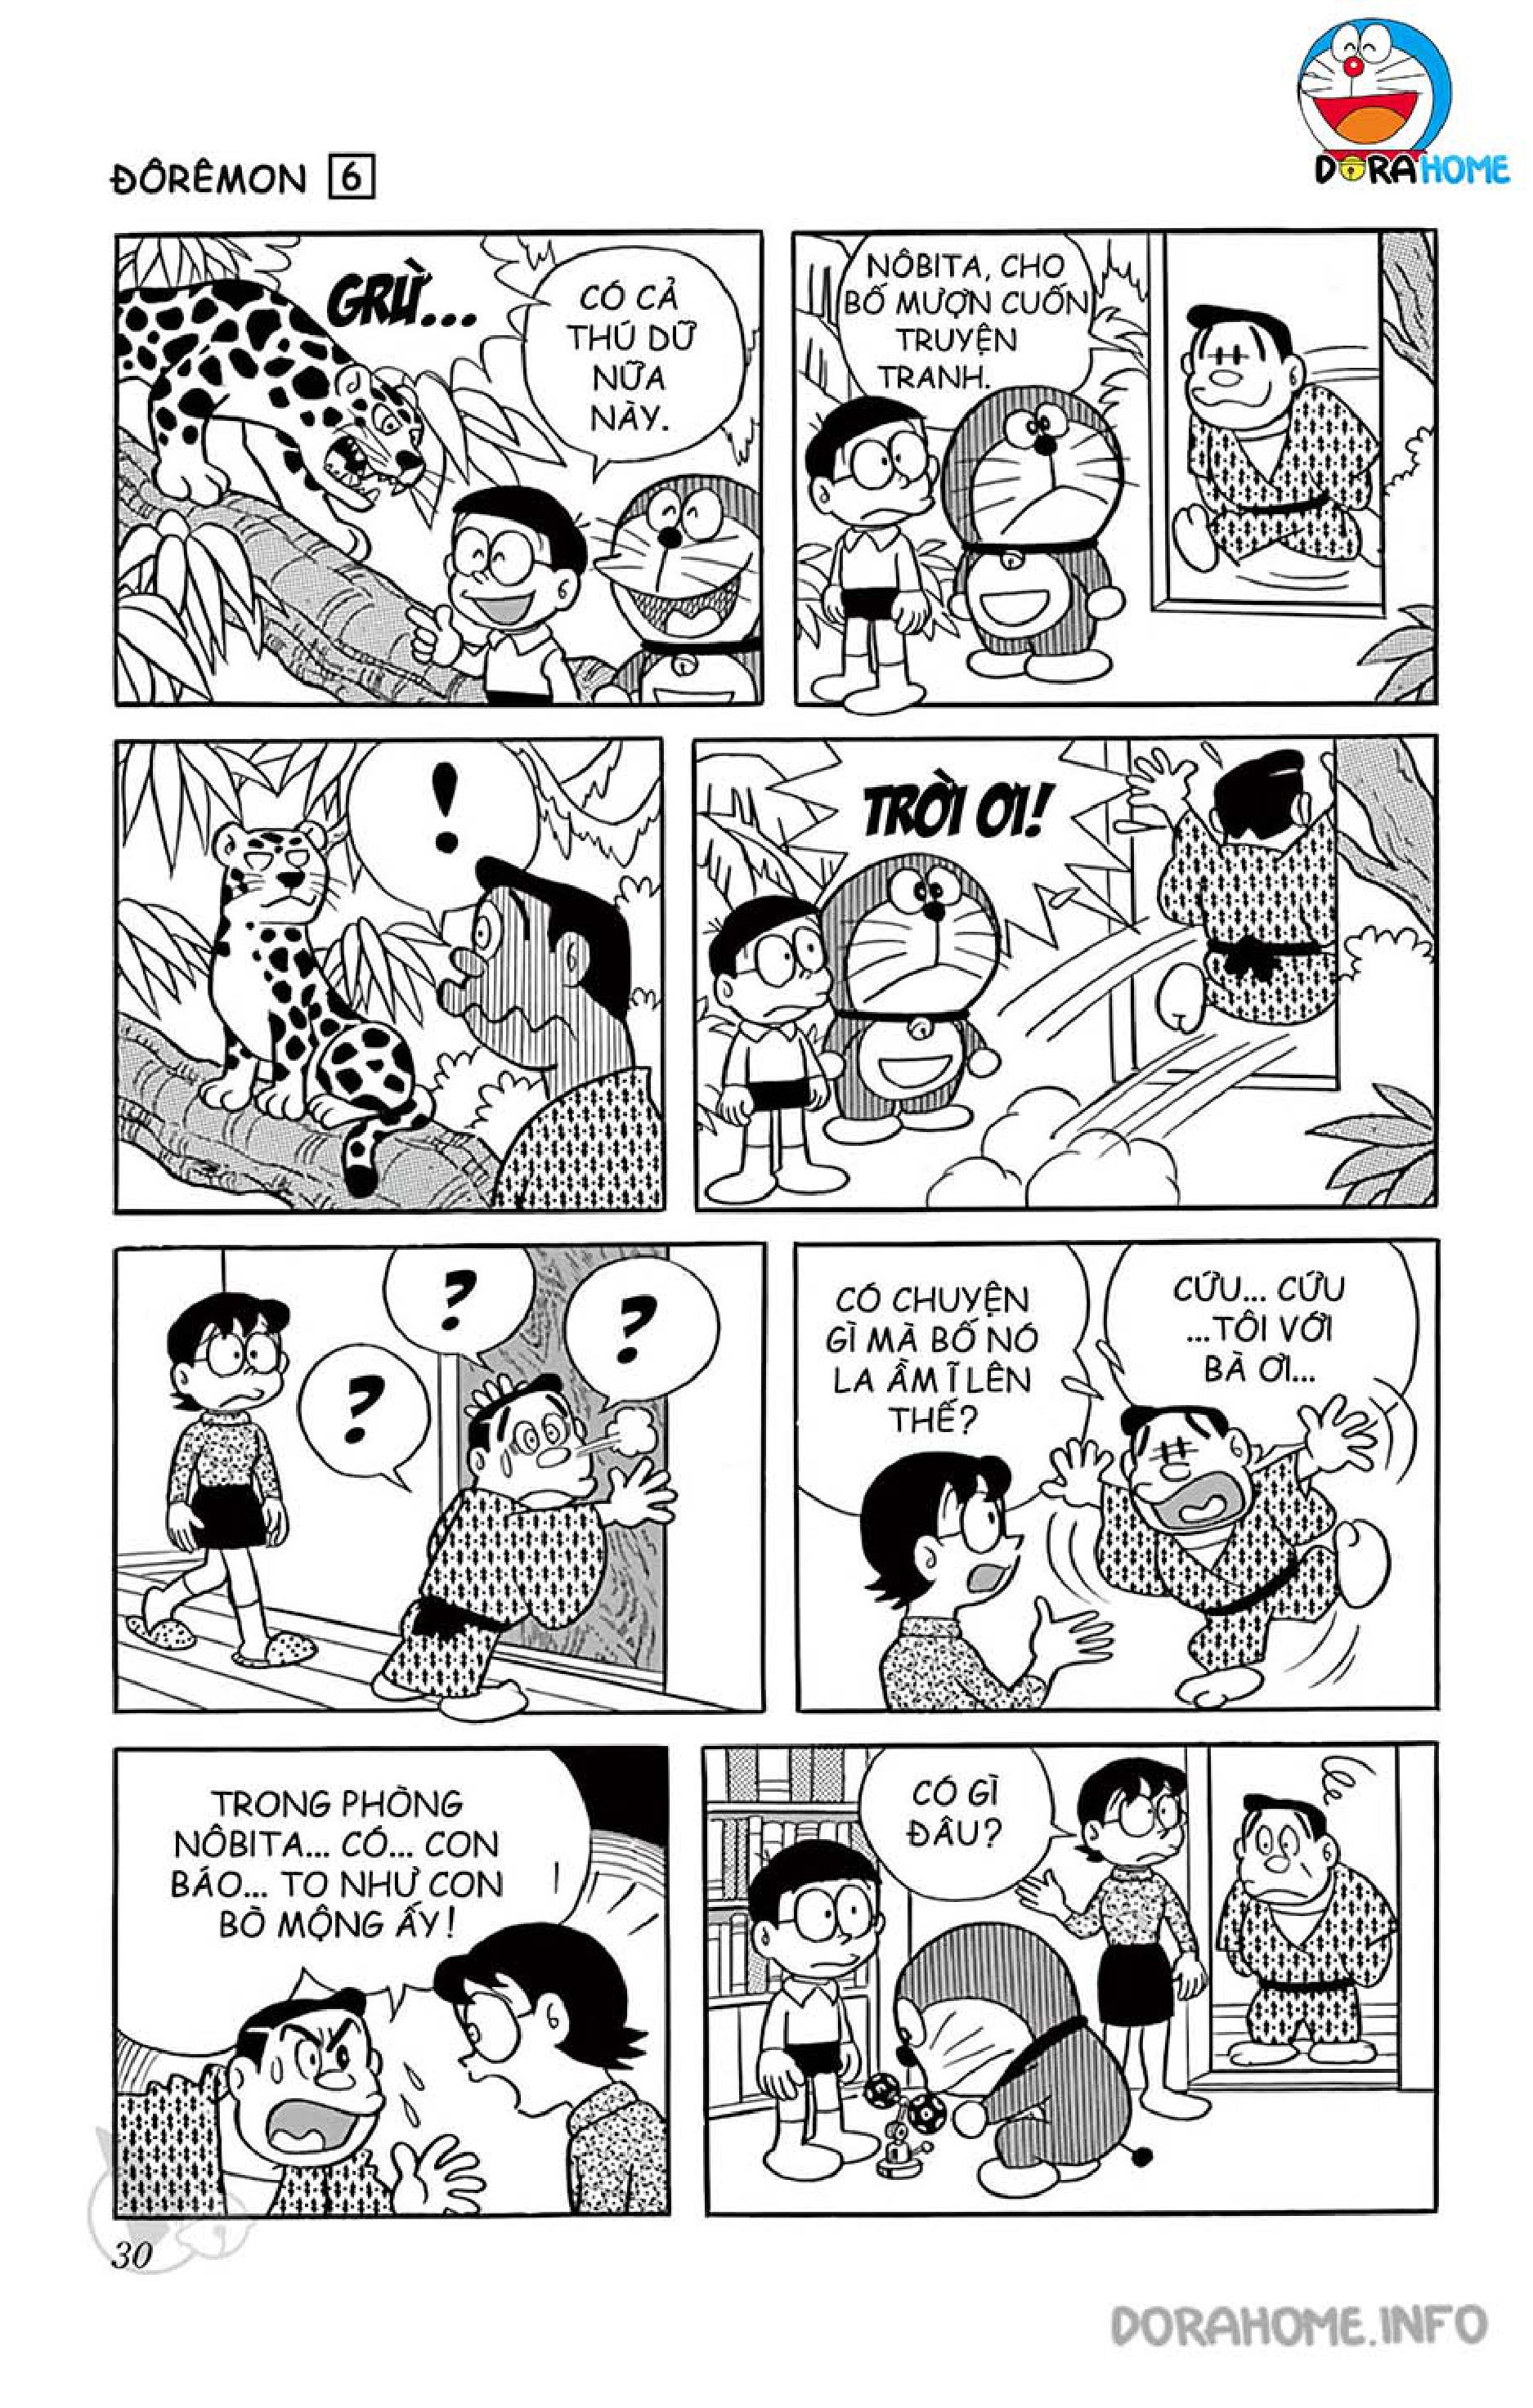 DORAHOME
ĐÔRÊMON 6
GRỪ...
CÓ CẢ
THÚ DỮ
NỮA
NÀY.
NÔBITA, CHO
BỐ MƯỢN CUỐN
TRUYỆN
TRANH.
!
TRỜI ƠI!
?
?
?
CÓ CHUYỆN
GÌ MÀ BỐ NÓ
LA ẦM Ĩ LÊN
THẾ?
CỨU... CỨU
...TÔI VỚI
BÀ ƠI...
TRONG PHÒNG
NÔBITA... CÓ... CON
BÁO... TO NHƯ CON
BÒ MỘNG ẤY!
CÓ GÌ
ĐÂU?
30
DORAHOME.INFO